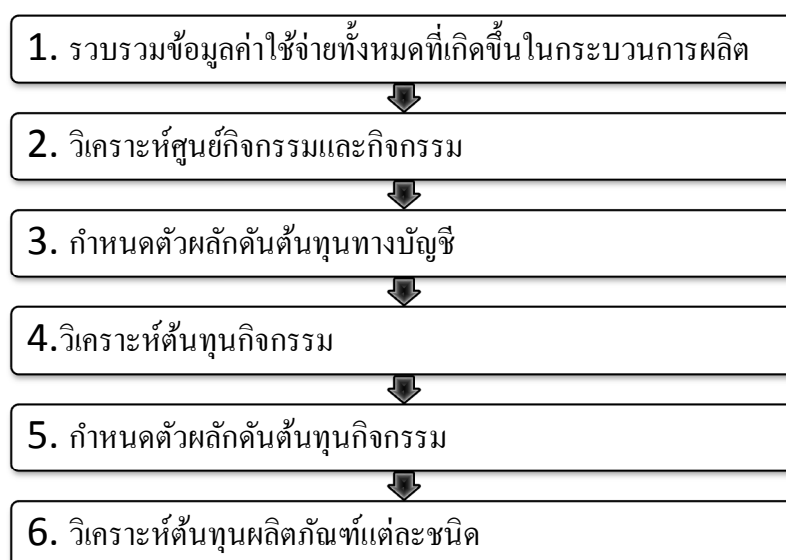 1. รวบรวมข้อมูลค่าใช้จ่ายทั้งหมดที่เกิดขึ้นในกระบวนการผลิต
2. วิเคราะห์ศูนย์กิจกรรมและกิจกรรม
3. กำหนดตัวผลักดันต้นทุนทางบัญชี
4.วิเคราะห์ต้นทุนกิจกรรม
5. กำหนดตัวผลักดันต้นทุนกิจกรรม
6. วิเคราะห์ต้นทุนผลิตภัณฑ์แต่ละชนิด